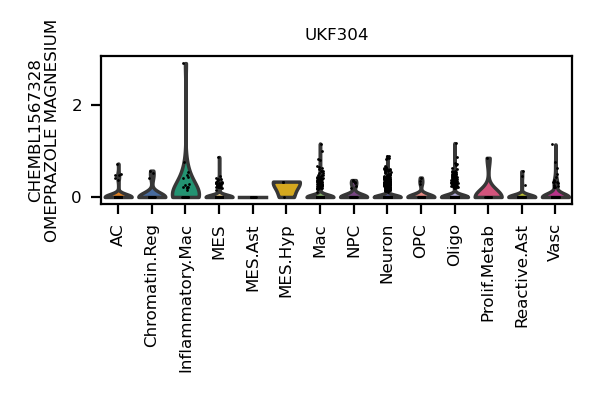 UKF304
CHEMBL1567328
OMEPRAZOLE MAGNESIUM
2
0
AC
Chromatin.Reg
Inflammatory.Mac
MES
MES.Ast
MES.Hyp
Mac
NPC
Neuron
OPC
Oligo
Prolif.Metab
Reactive.Ast
Vasc